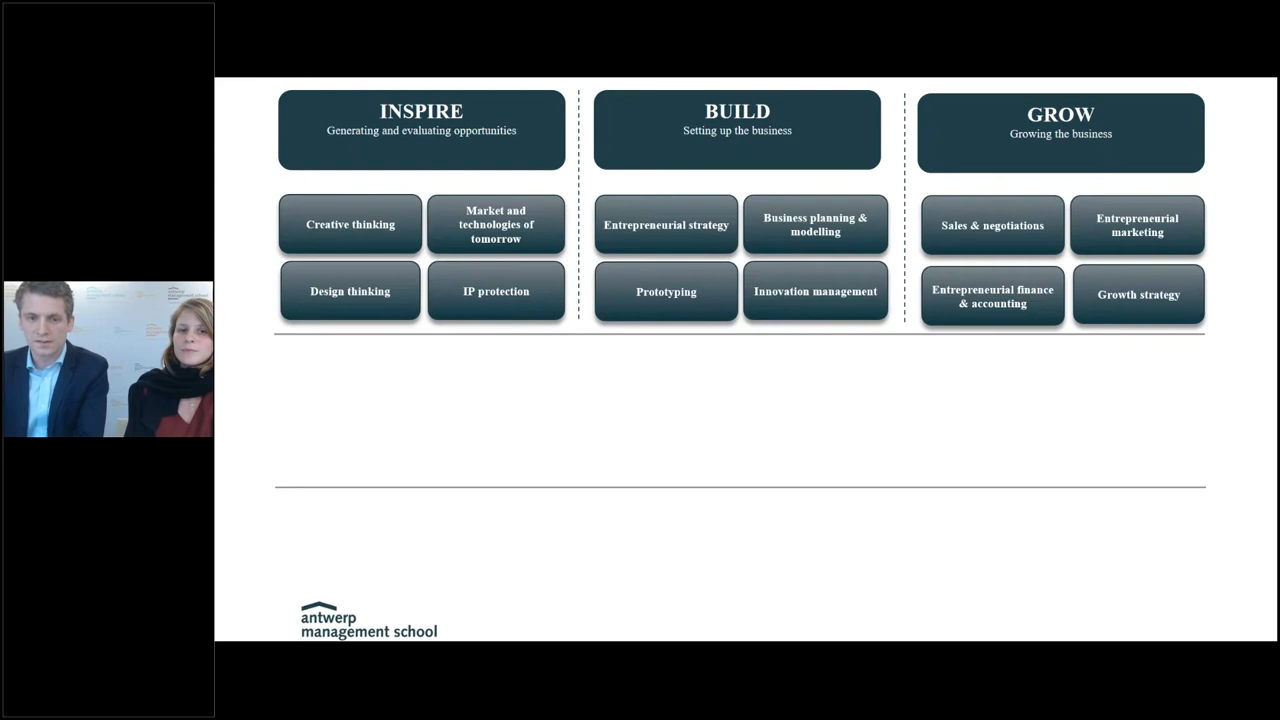 INSPIRE
Generating and evaluating opportunities
BUILD
Setting up the business
GROW
Growing the business
Creative thinking
Market and
technologies of
tomorrow
Design thinking
IP protection
Entrepreneurial strategy
Business planning &
modelling
Prototyping
Innovation management
Sales & negotiations
Entrepreneurial
marketing
Entrepreneurial finance
& accounting
Growth strategy
antwerp
management school